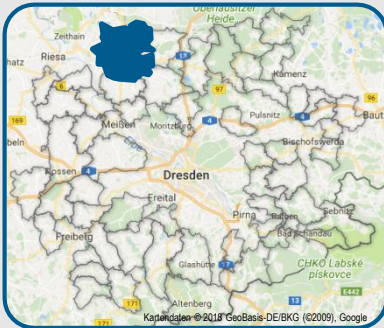 Oberlausitzer
Heide
Zeithain
Riesa
13
hatz
Kamenz
6
97
96
169
Meißen
Moritzburg
4
Pulsnitz
Baut
beln
Elbe
Bischofswerda
Nossen
4
Dresden
Freital
Pirna
Sebnitz
Rathen
Bad Schandau
Freiberg
CHKO Labské
pískovce
Glashütte
17
E442
171
13
Altenberg
171
Kartendaten © 2018 GeoBasis-DE/BKG (©2009), Google